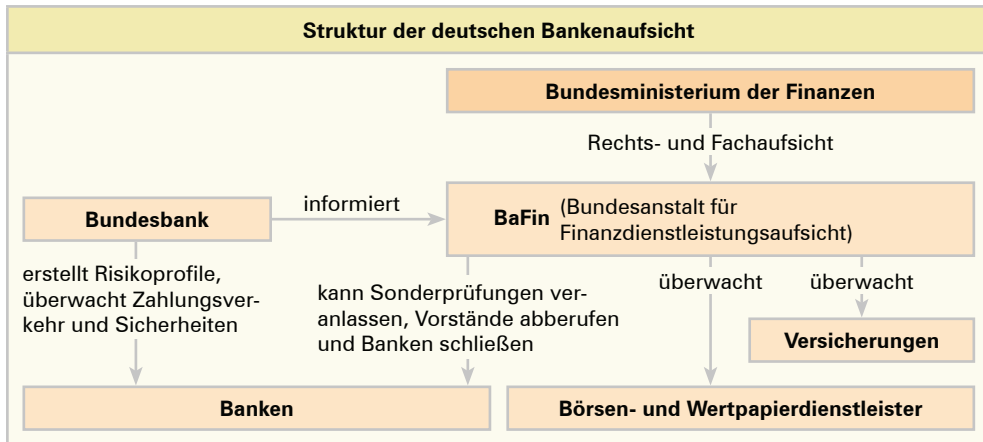 Struktur der deutschen Bankenaufsicht
Bundesministerium der Finanzen
Rechts- und Fachaufsicht
Bundesbank
informiert
BaFin (Bundesanstalt für
Finanzdienstleistungsaufsicht)
erstellt Risikoprofile,
überwacht Zahlungsver-
kehr und Sicherheiten
kann Sonderprüfungen ver-
anlassen, Vorstände abberufen
und Banken schließen
überwacht
überwacht
Versicherungen
Banken
Börsen- und Wertpapierdienstleister